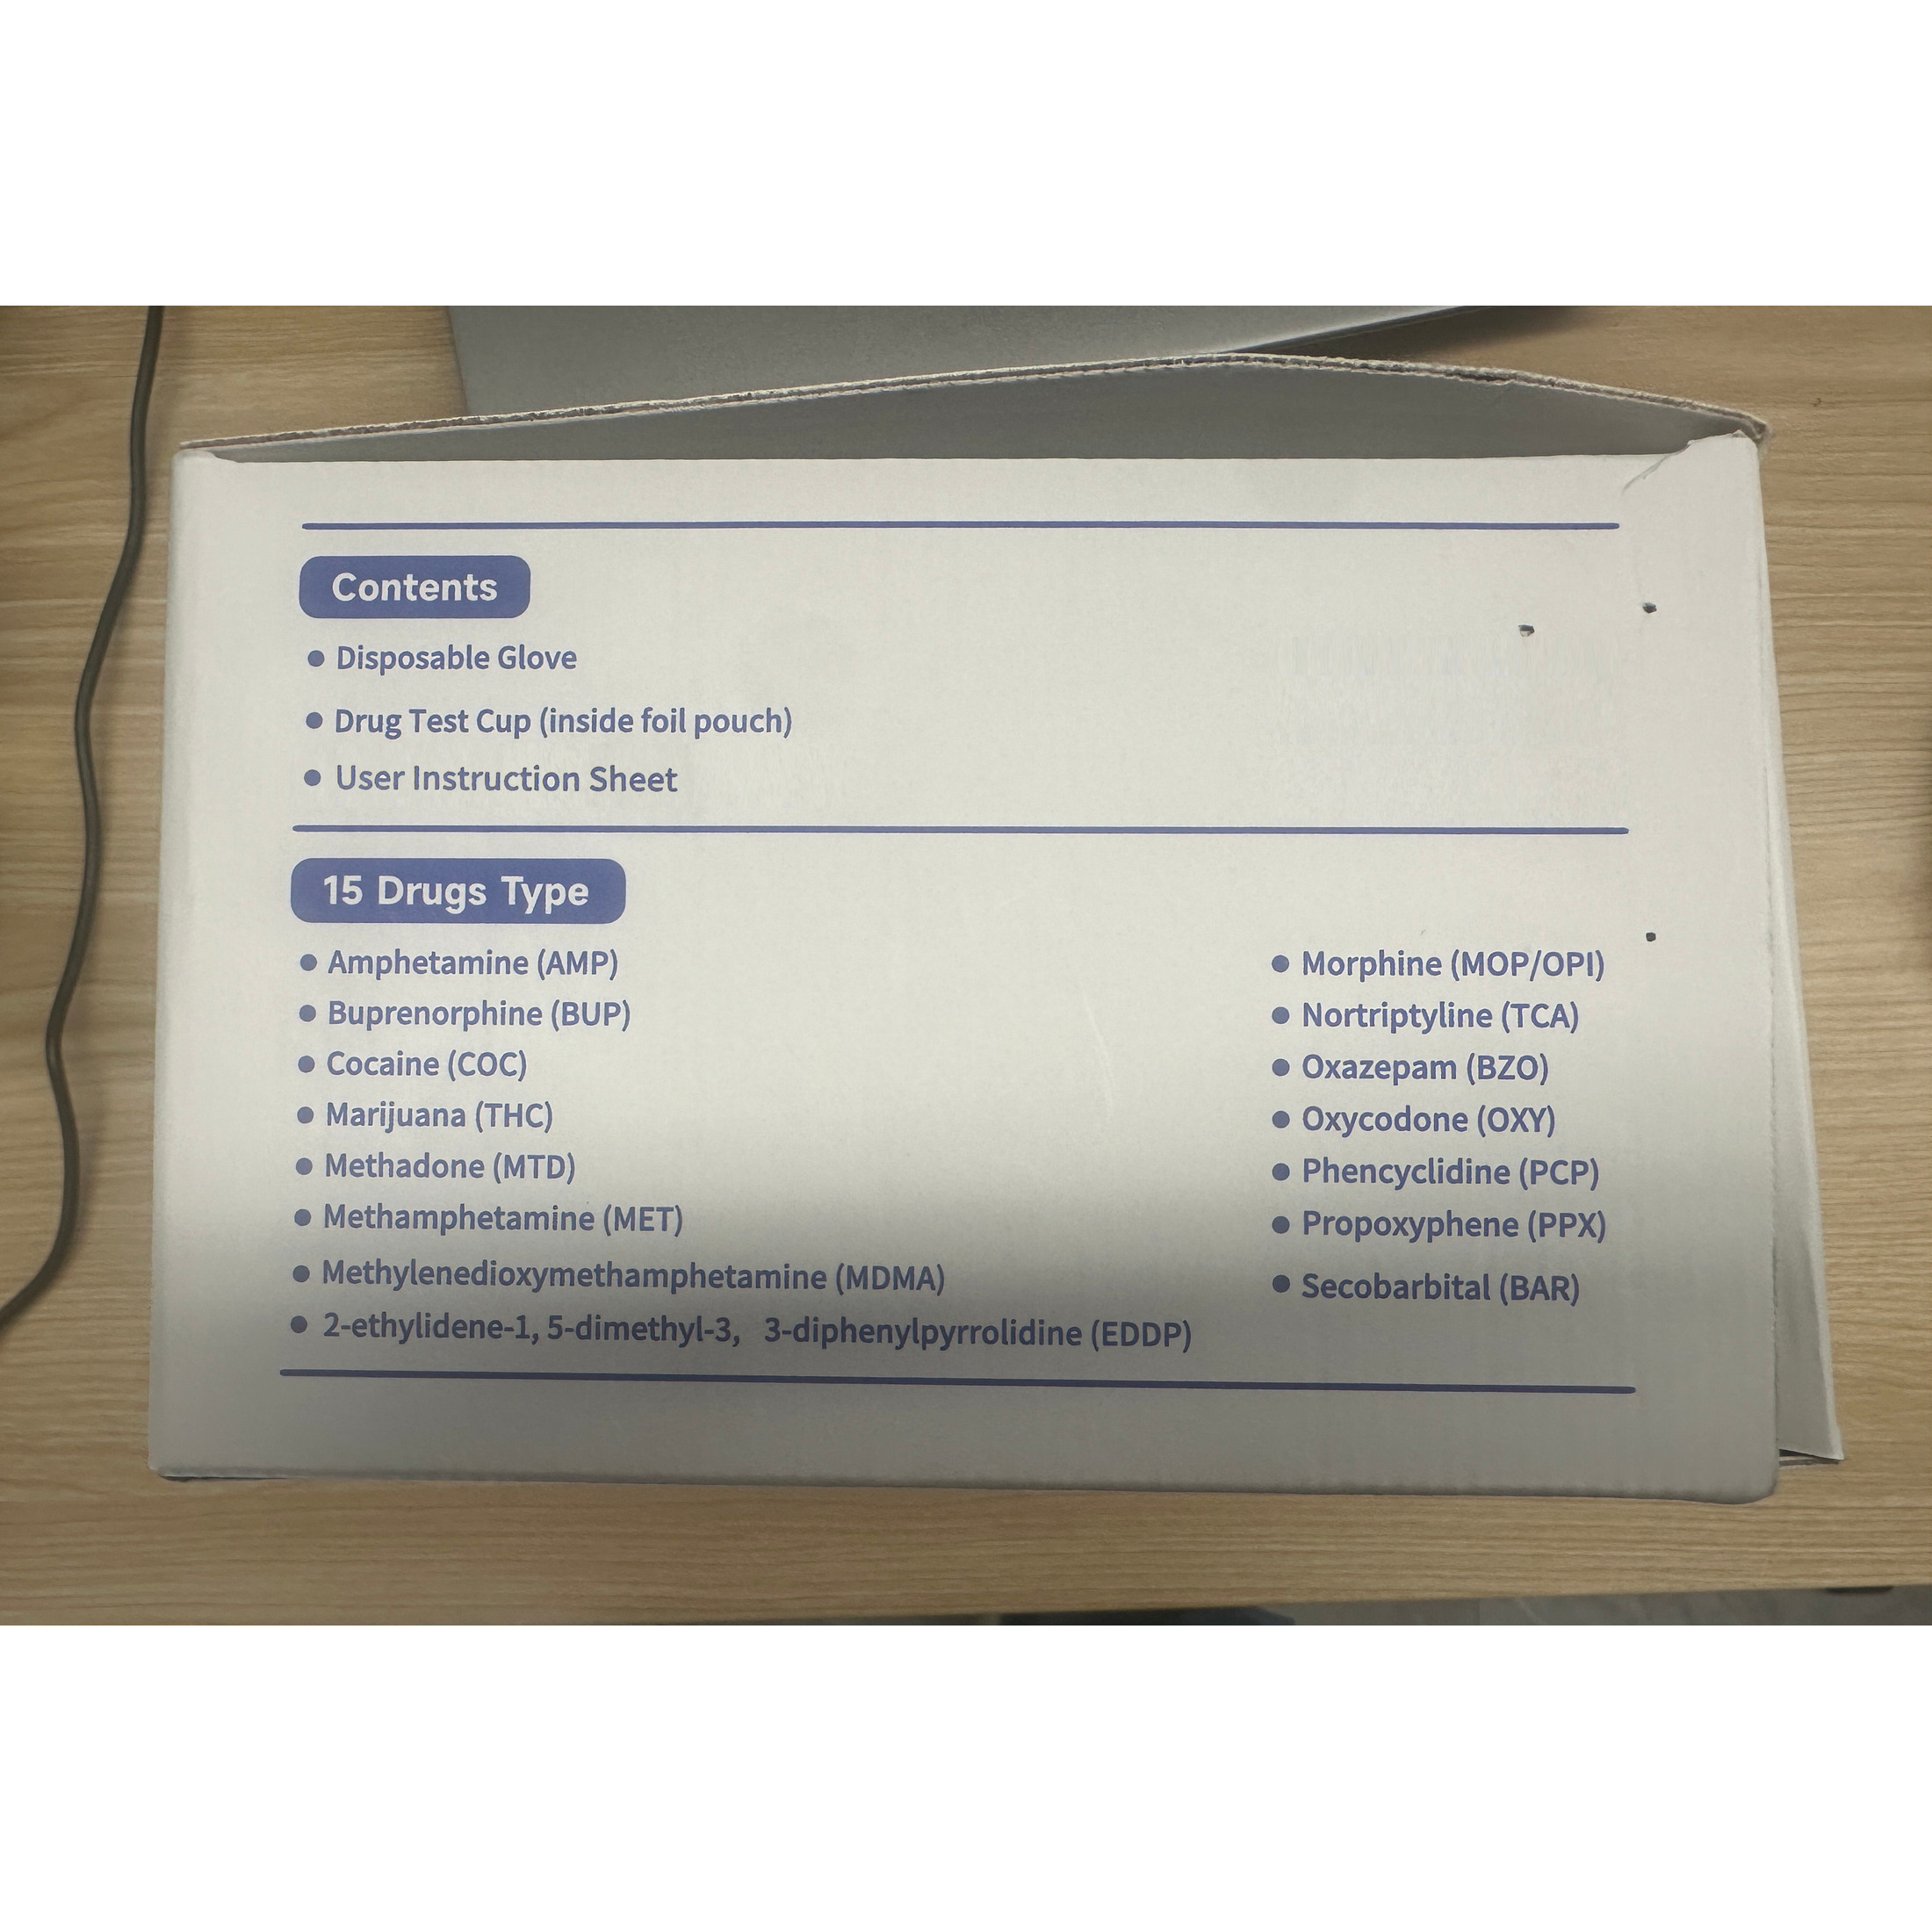 Contents
● Disposable Glove
● Drug Test Cup (inside foil pouch)
● User Instruction Sheet
15 Drugs Type
● Amphetamine (AMP)
● Buprenorphine (BUP)
● Cocaine (COC)
● Marijuana (THC)
● Methadone (MTD)
● Methamphetamine (MET)
● Methylenedioxymethamphetamine (MDMA)
● 2-ethylidene-1, 5-dimethyl-3, 3-diphenylpyrrolidine (EDDP)
● Morphine (MOP/OPI)
● Nortriptyline (TCA)
● Oxazepam (BZO)
● Oxycodone (OXY)
● Phencyclidine (PCP)
● Propoxyphene (PPX)
● Secobarbital (BAR)